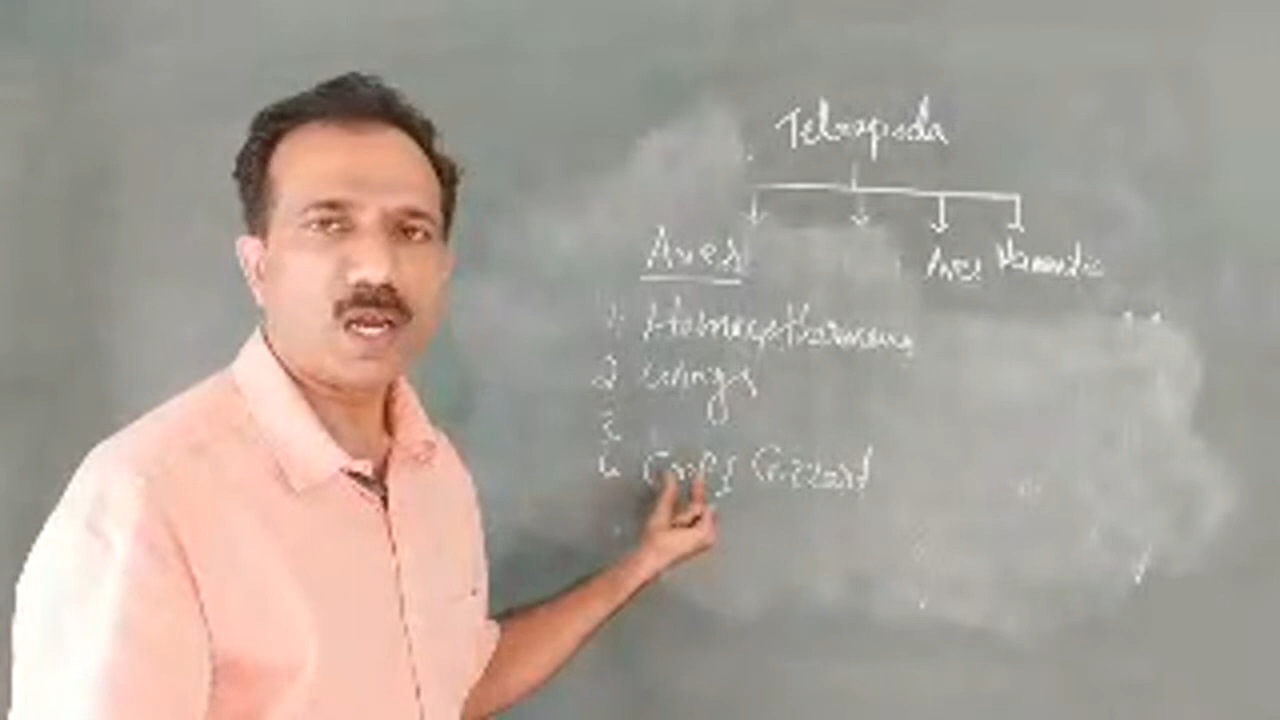 Tetrapoda
Aves Mammalia
Aves
1 Homeothermous
2 wings
3
4 Crop & Gizzard